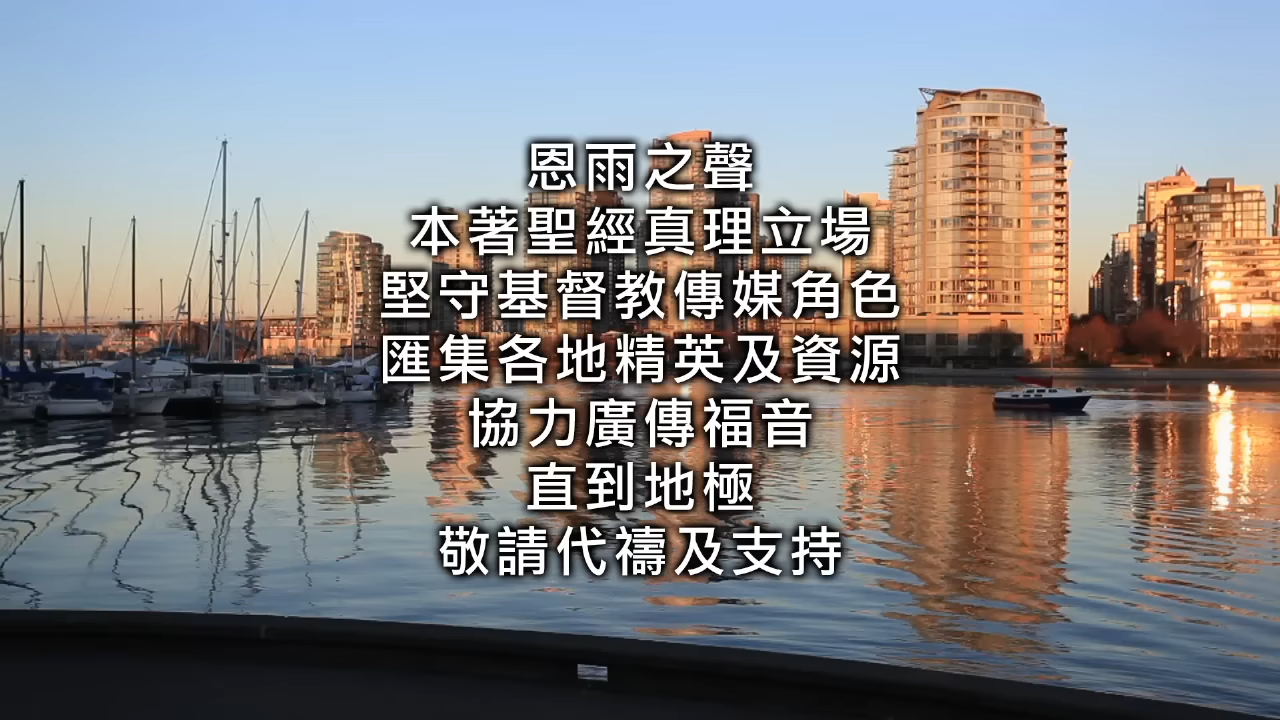 恩雨之聲
本著聖經真理立場
堅守基督教傳媒角色
匯集各地精英及資源
協力廣傳福音
直到地極
敬請代禱及支持